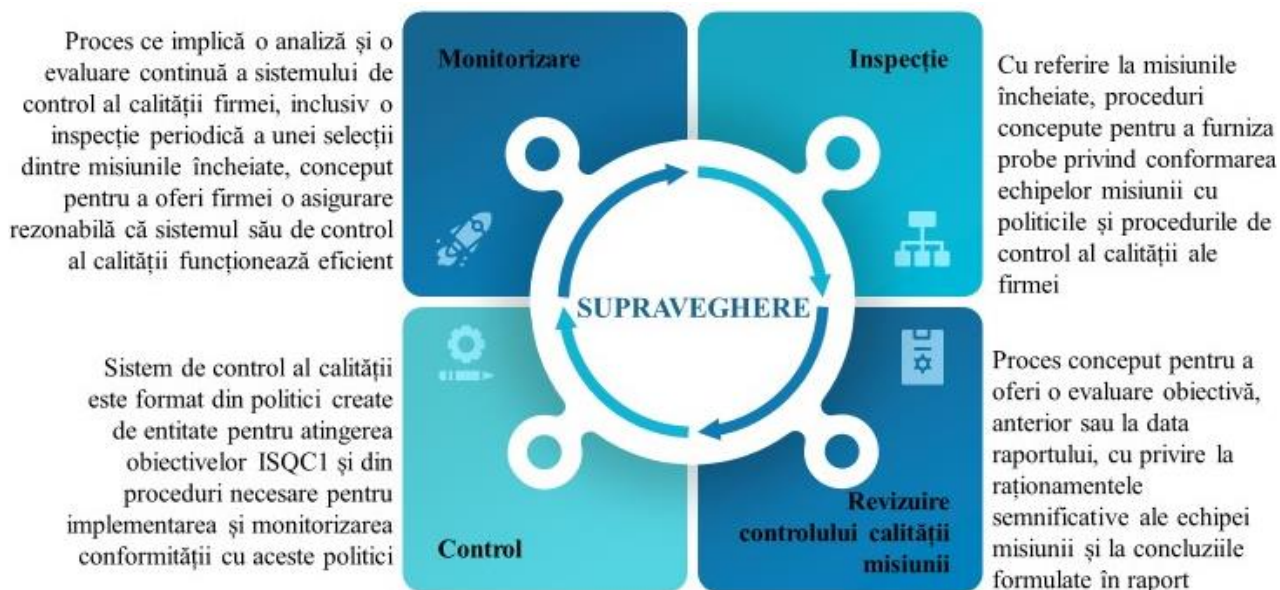 Proces ce implică o analiză și o
evaluare continuă a sistemului de
control al calității firmei, inclusiv o
inspecție periodică a unei selecții
dintre misiunile încheiate, conceput
pentru a oferi firmei o asigurare
rezonabilă că sistemul său de control
al calității funcționează eficient
Monitorizare
Inspecție
Cu referire la misiunile
încheiate, proceduri
concepute pentru a furniza
probe privind conformarea
echipelor misiunii cu
politicile și procedurile de
control al calității ale
firmei
SUPRAVEGHERE
Sistem de control al calității
este format din politici create
de entitate pentru atingerea
obiectivelor ISQC1 și din
proceduri necesare pentru
implementarea și monitorizarea
conformității cu aceste politici
Control
Revizuire
controlului calității
misiunii
Proces conceput pentru a
oferi o evaluare obiectivă,
anterior sau la data
raportului, cu privire la
raționamentele
semnificative ale echipei
misiunii și la concluziile
formulate în raport